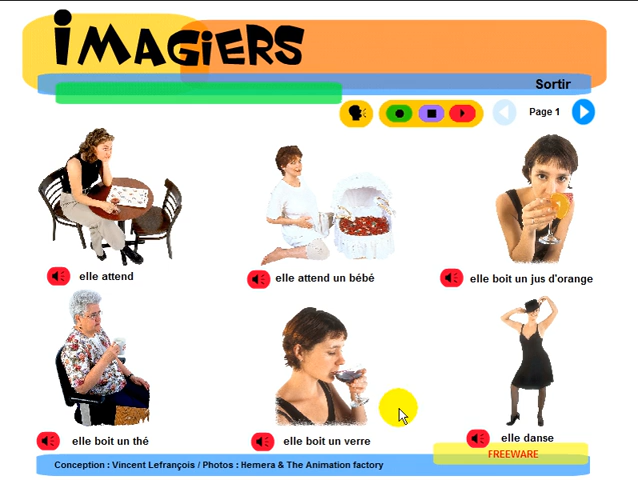 iMAGiERS
Sortir
Page 1
elle attend
elle attend un bébé
elle boit un jus d'orange
elle boit un thé
elle boit un verre
elle danse
FREEWARE
Conception : Vincent Lefrançois / Photos : Hemera & The Animation factory